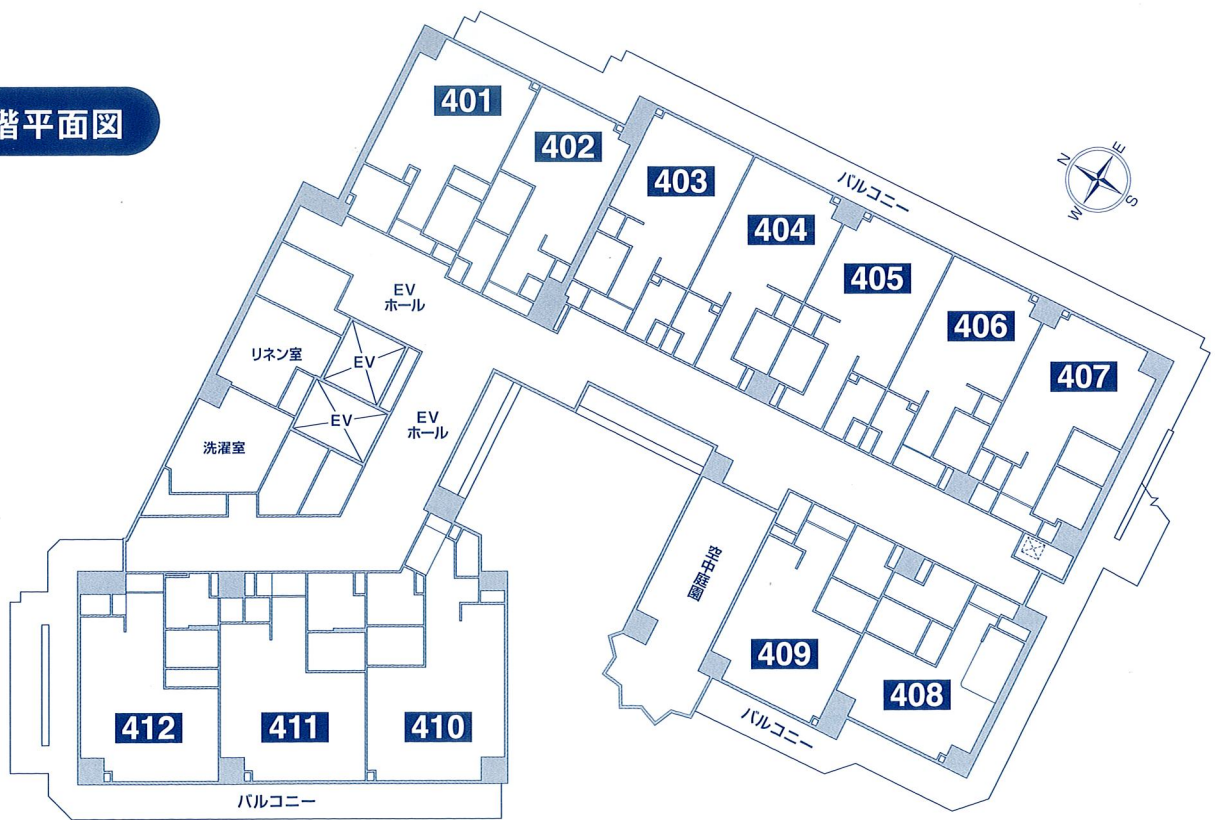 階平面図
401
402
403
404
405
406
407
バルコニー
N
E
W
S
EV
ホール
リネン室
EV
EV
EV
ホール
洗濯室
空中庭園
409
408
バルコニー
412
411
410
バルコニー